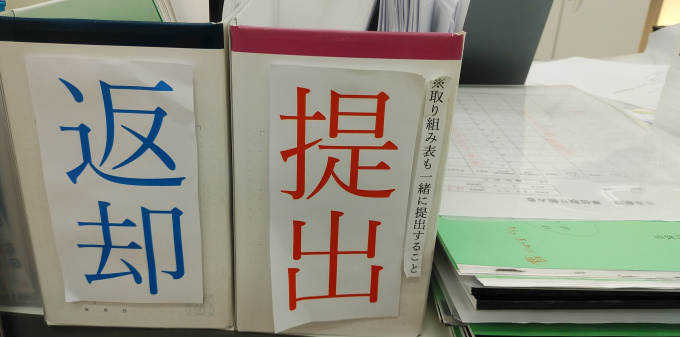 返却
提出
※取り組み表も一緒に提出すること